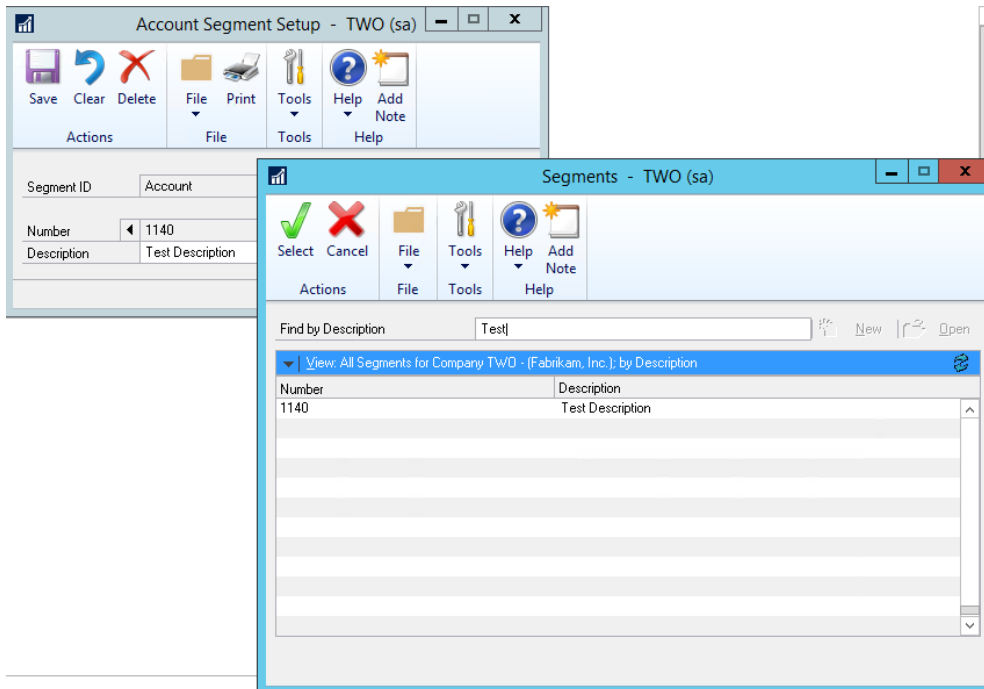 Account Segment Setup - TWO (sa)
Save Clear Delete File Print Tools Help Add Note
Actions File Tools Help
Segment ID Account
Number 1140
Description Test Description
Segments - TWO (sa)
Select Cancel File Tools Help Add Note
Actions File Tools Help
Find by Description Test New Open
View: All Segments for Company TWO - (Fabrikam, Inc.); by Description
Number Description
1140 Test Description